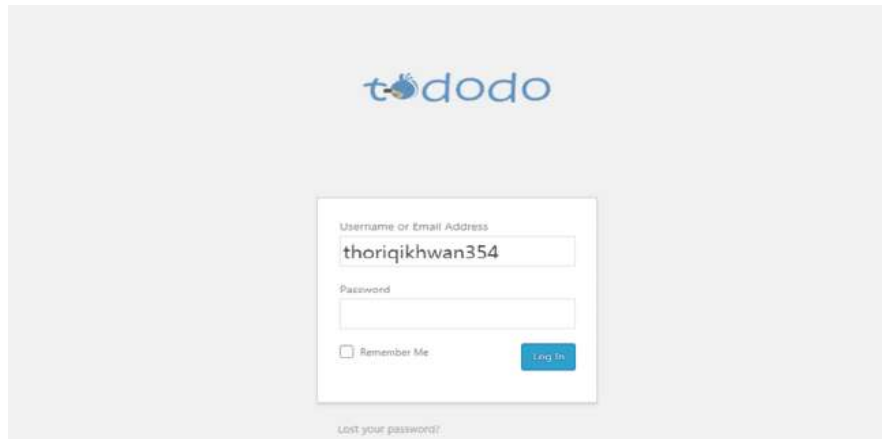 tododo
Username or Email Address
thoriqikhwan354
Password
Remember Me
Log In
Lost your password?